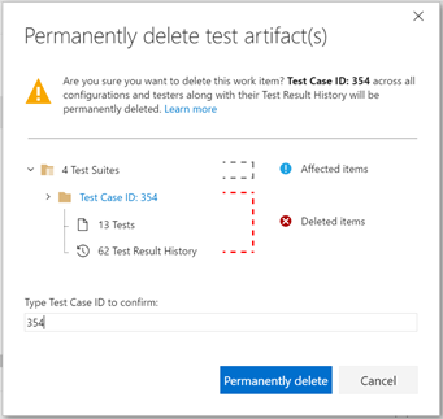 Permanently delete test artifact(s)
Are you sure you want to delete this work item? Test Case ID: 354 across all
configurations and testers along with their Test Result History will be
permanently deleted. Learn more
4 Test Suites
Affected items
Test Case ID: 354
13 Tests
Deleted items
62 Test Result History
Type Test Case ID to confirm:
354
Permanently delete
Cancel